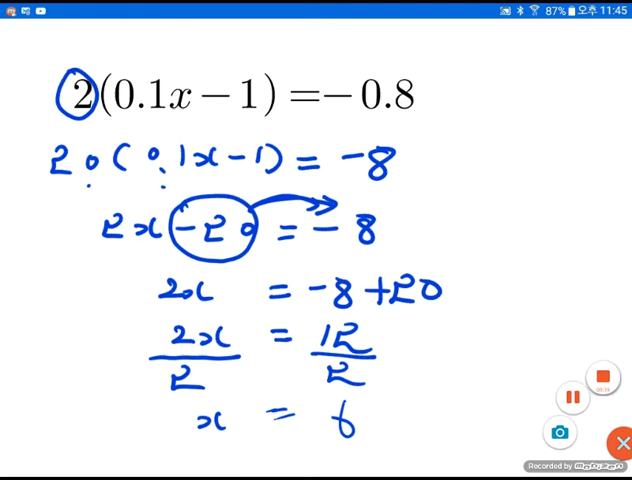 87% 오후 11:45
2(0.1x − 1) = −0.8
20(0.1x−1) = −8
2x −20 = −8
2x = −8+20
2x/2 = 12/2
x = 6
Recorded by Mobizen